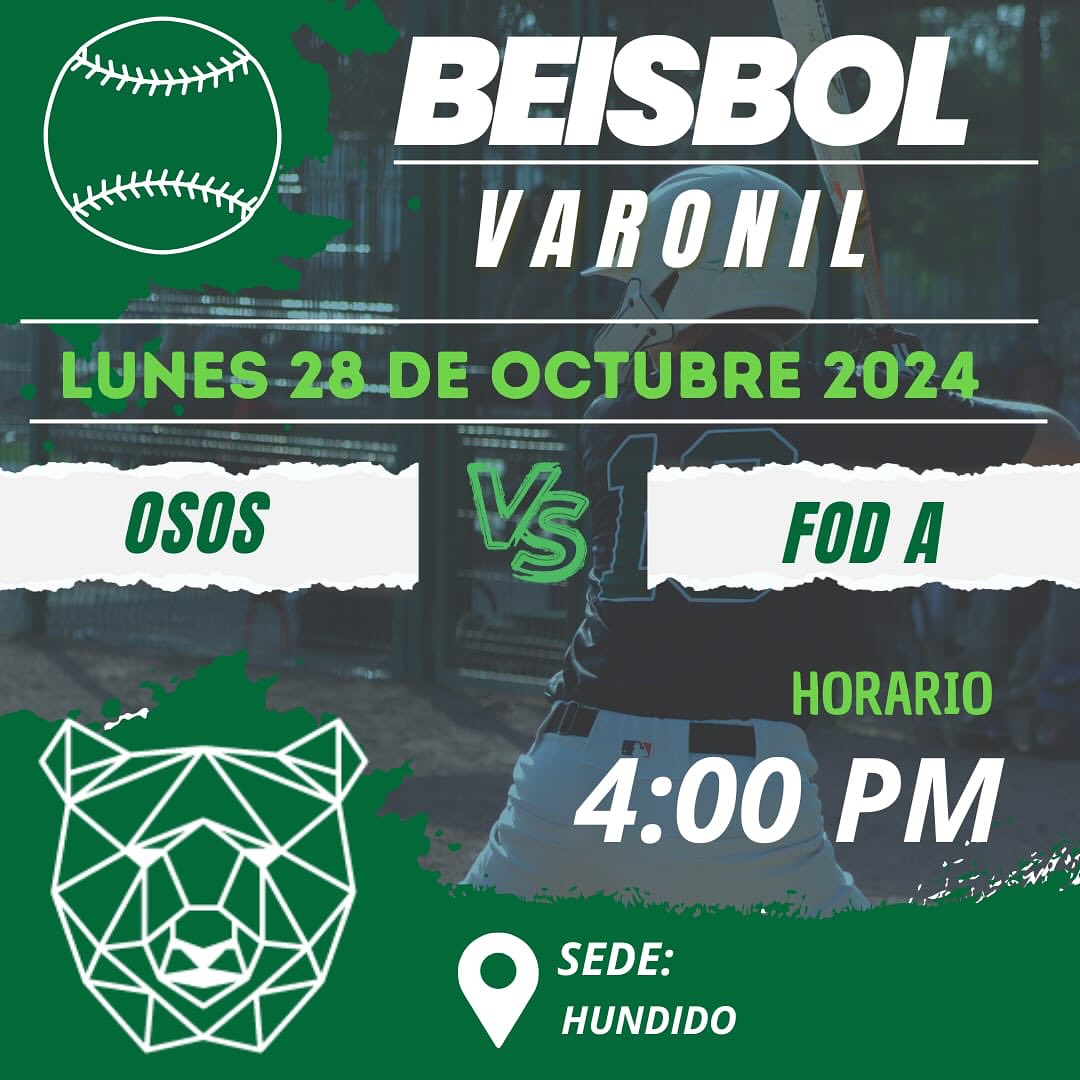 BEISBOL
VARONIL
LUNES 28 DE OCTUBRE 2024
OSOS
VS
FOD A
HORARIO
4:00 PM
SEDE:
HUNDIDO